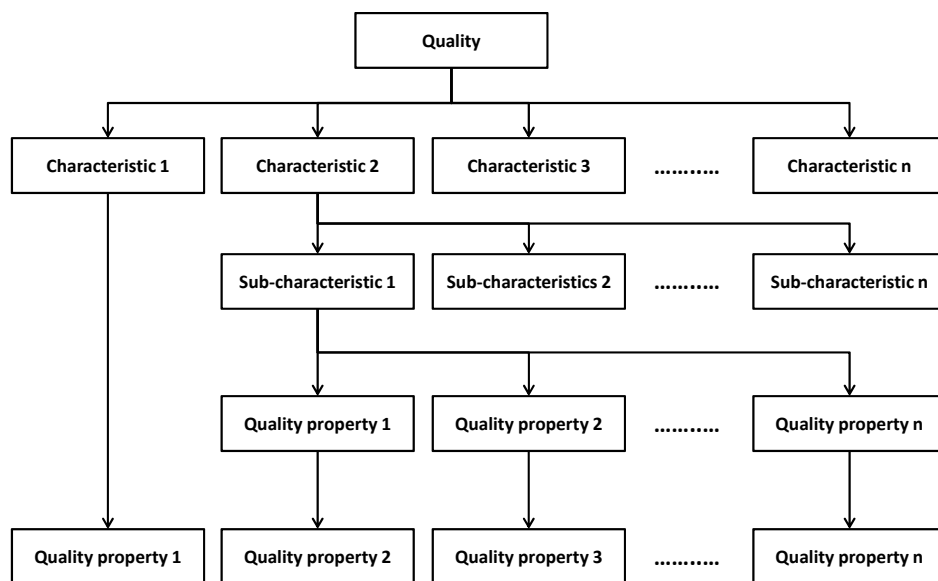 Quality
Characteristic 1
Characteristic 2
Characteristic 3
………..…
Characteristic n
Sub-characteristic 1
Sub-characteristics 2
………..…
Sub-characteristic n
Quality property 1
Quality property 2
………..…
Quality property n
Quality property 1
Quality property 2
Quality property 3
………..…
Quality property n